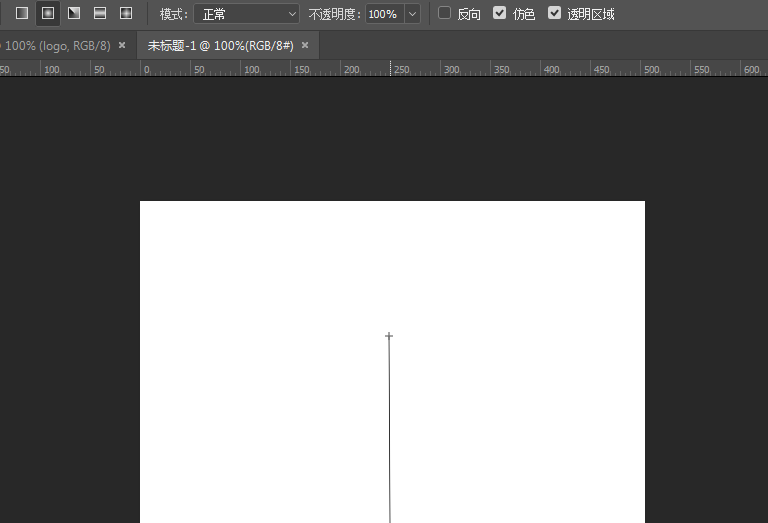 模式： 正常 不透明度： 100% 反向 仿色 透明区域
100% (logo, RGB/8) × 未标题-1 @ 100%(RGB/8#) ×
50 100 50 0 50 100 150 200 250 300 350 400 450 500 550 600